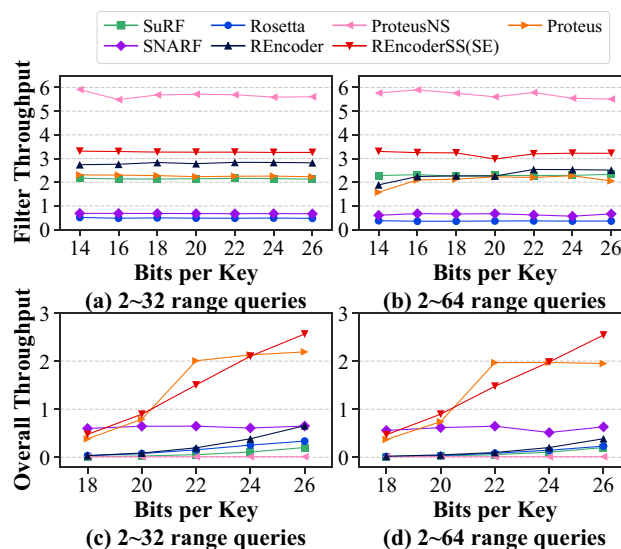 SuRF Rosetta ProteusNS Proteus
SNARF REncoder REncoderSS(SE)
Filter Throughput
6
5
4
3
2
1
0
14 16 18 20 22 24 26
Bits per Key
(a) 2~32 range queries
6
5
4
3
2
1
0
14 16 18 20 22 24 26
Bits per Key
(b) 2~64 range queries
Overall Throughput
3
2
1
0
18 20 22 24 26
Bits per Key
(c) 2~32 range queries
3
2
1
0
18 20 22 24 26
Bits per Key
(d) 2~64 range queries